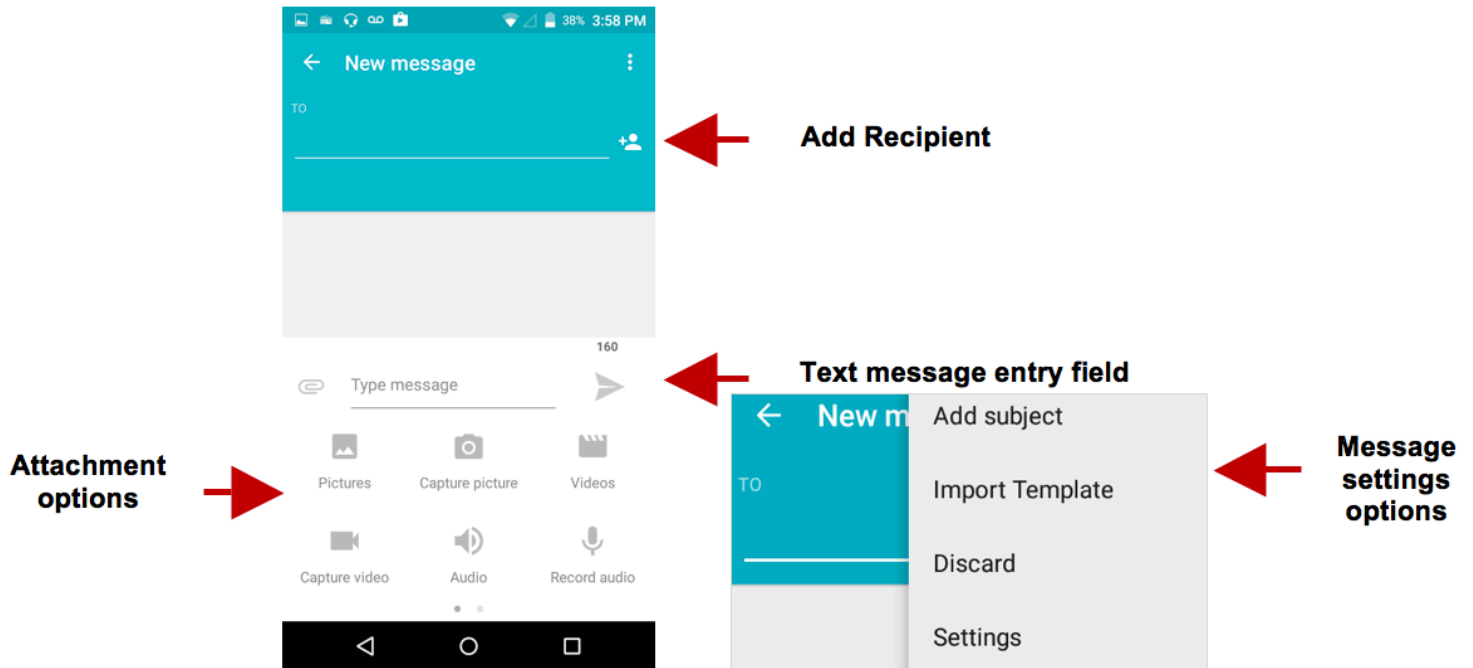 38% 3:58 PM
New message
TO
Add Recipient
160
Type message
Text message entry field
Attachment
options
Pictures Capture picture Videos
Capture video Audio Record audio
New m
TO
Add subject
Import Template
Discard
Settings
Message
settings
options